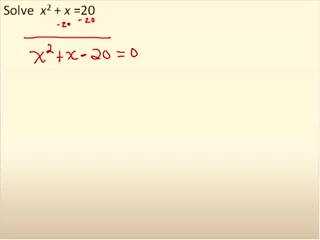 Solve x² + x =20
-20 -20
x² + x - 20 = 0